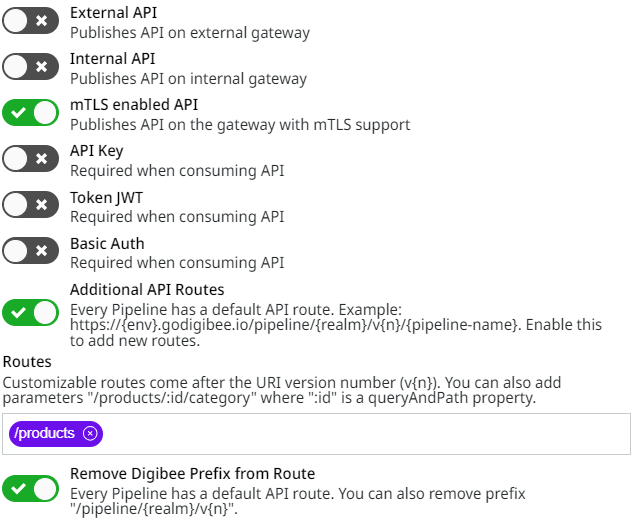 External API
Publishes API on external gateway
Internal API
Publishes API on internal gateway
mTLS enabled API
Publishes API on the gateway with mTLS support
API Key
Required when consuming API
Token JWT
Required when consuming API
Basic Auth
Required when consuming API
Additional API Routes
Every Pipeline has a default API route. Example:
https://{env}.godigibee.io/pipeline/{realm}/v{n}/{pipeline-name}. Enable this
to add new routes.
Routes
Customizable routes come after the URI version number (v{n}). You can also add
parameters "/products/:id/category" where ":id" is a queryAndPath property.
/products
Remove Digibee Prefix from Route
Every Pipeline has a default API route. You can also remove prefix
"/pipeline/{realm}/v{n}".